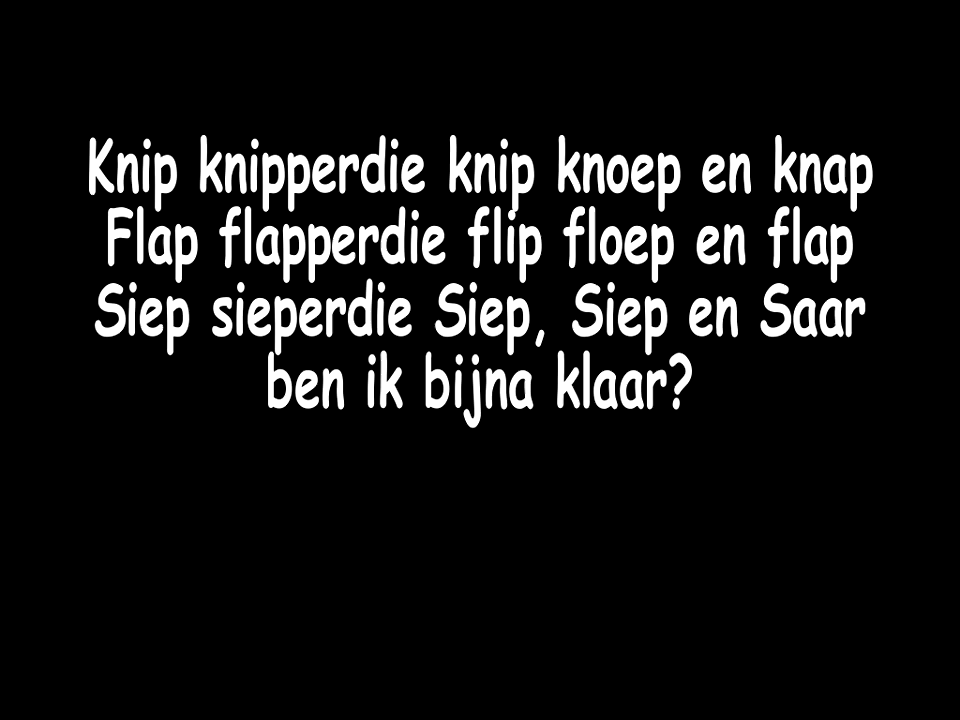 Knip knipperdie knip knoep en knap
Flap flapperdie flip floep en flap
Siep sieperdie Siep, Siep en Saar
ben ik bijna klaar?